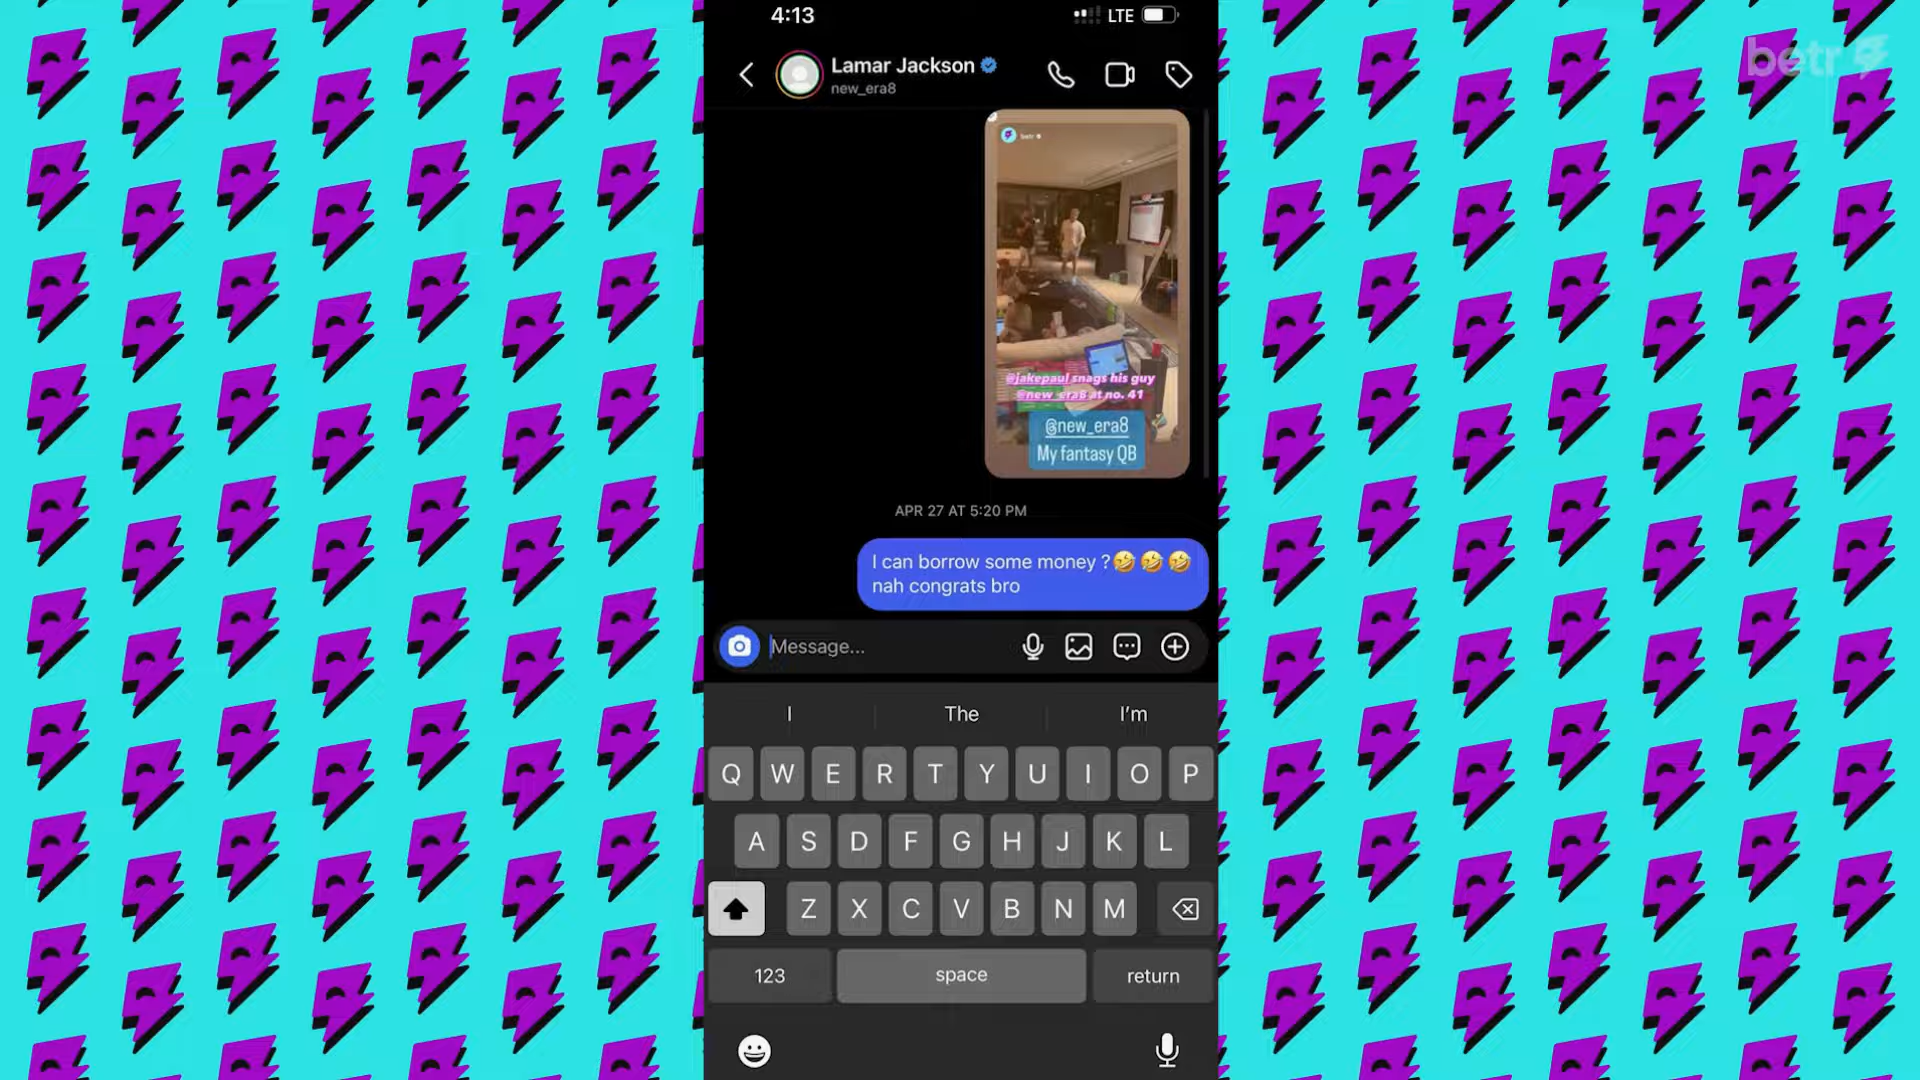 4:13
LTE
betr
Lamar Jackson
new_era8
betr
@jakepaul snags his guy
@new_era8 at no. 41
@new_era8
My fantasy QB
APR 27 AT 5:20 PM
I can borrow some money ?🤣🤣🤣
nah congrats bro
Message...
I
The
I'm
Q W E R T Y U I O P
A S D F G H J K L
Z X C V B N M
123
space
return